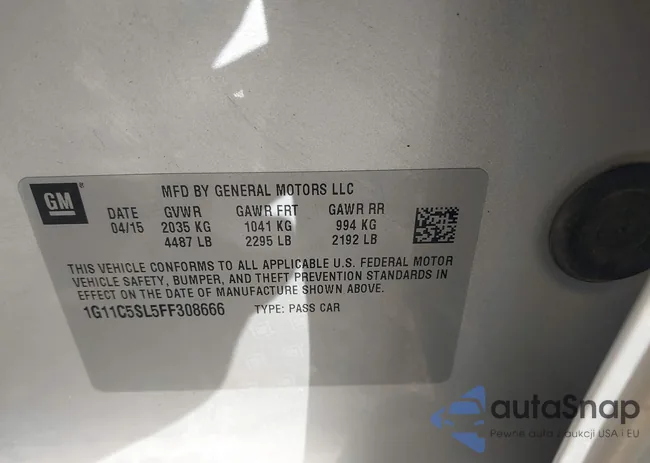 GM
MFD BY GENERAL MOTORS LLC
DATE GVWR GAWR FRT GAWR RR
04/15 2035 KG 1041 KG 994 KG
4487 LB 2295 LB 2192 LB
THIS VEHICLE CONFORMS TO ALL APPLICABLE U.S. FEDERAL MOTOR
VEHICLE SAFETY, BUMPER, AND THEFT PREVENTION STANDARDS IN
EFFECT ON THE DATE OF MANUFACTURE SHOWN ABOVE.
1G11C5SL5FF308666 TYPE: PASS CAR
autaSnap
Pewne auta z aukcji USA i EU